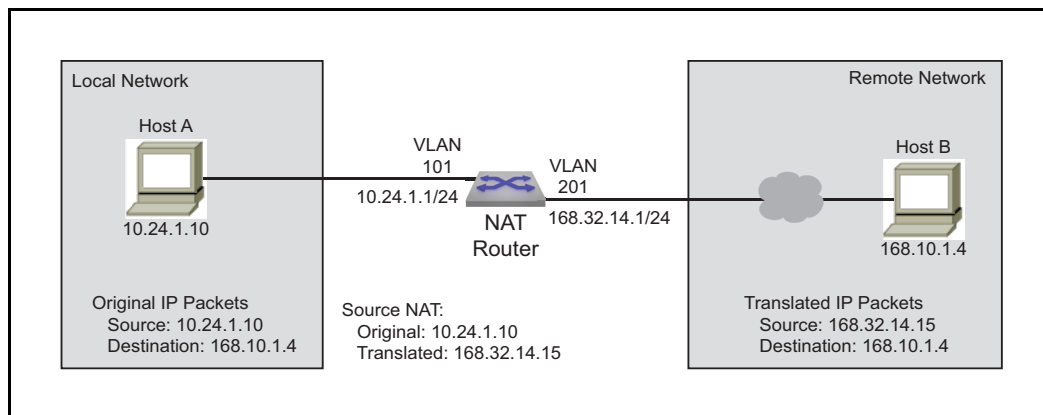 Local Network
Host A
10.24.1.10
Original IP Packets
Source: 10.24.1.10
Destination: 168.10.1.4
VLAN
101
10.24.1.1/24
NAT
Router
VLAN
201
168.32.14.1/24
Source NAT:
Original: 10.24.1.10
Translated: 168.32.14.15
Remote Network
Host B
168.10.1.4
Translated IP Packets
Source: 168.32.14.15
Destination: 168.10.1.4